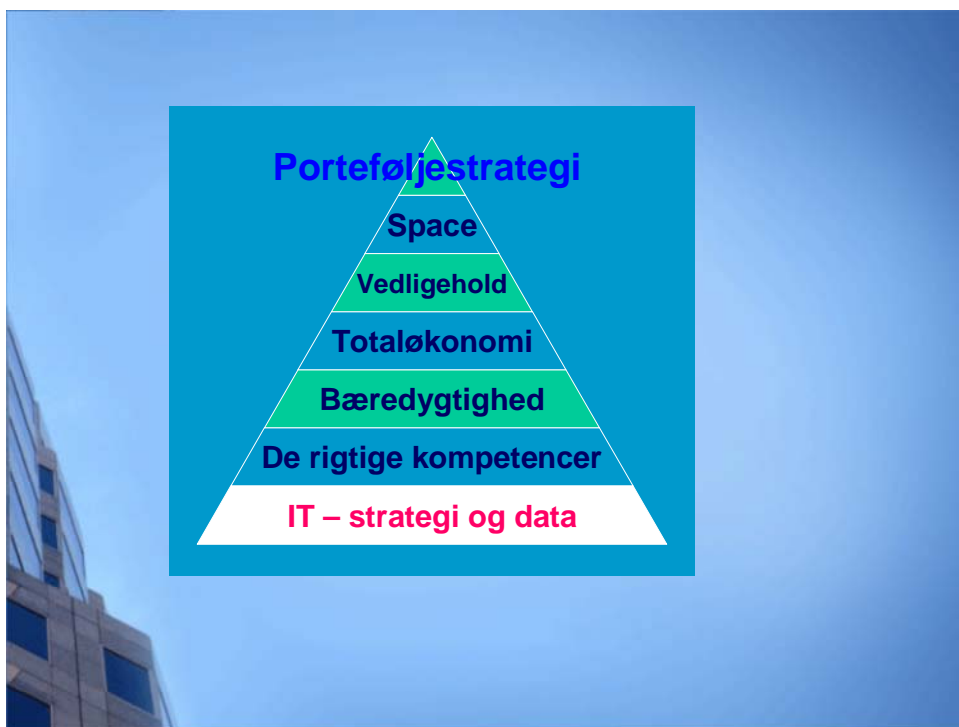 Porteføljestrategi
Space
Vedligehold
Totaløkonomi
Bæredygtighed
De rigtige kompetencer
IT – strategi og data